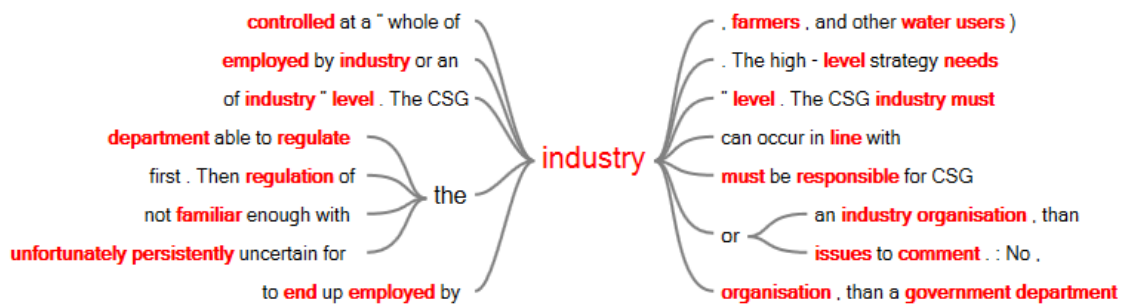 controlled at a " whole of
employed by industry or an
of industry " level . The CSG
department able to regulate
first . Then regulation of
not familiar enough with
unfortunately persistently uncertain for
the
to end up employed by
industry
, farmers , and other water users )
. The high - level strategy needs
" level . The CSG industry must
can occur in line with
must be responsible for CSG
or
an industry organisation , than
issues to comment . : No ,
organisation , than a government department